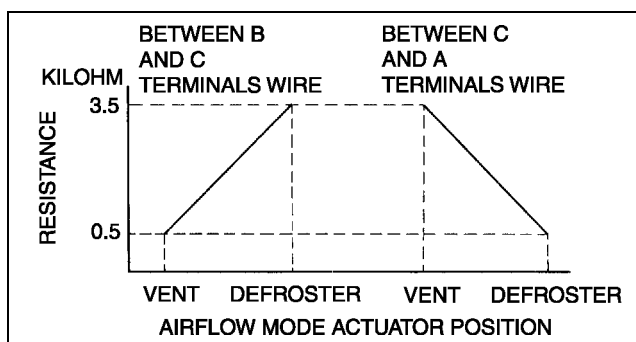 BETWEEN B
AND C
TERMINALS WIRE
BETWEEN C
AND A
TERMINALS WIRE
KILOHM
3.5
RESISTANCE
0.5
VENT DEFROSTER VENT DEFROSTER
AIRFLOW MODE ACTUATOR POSITION